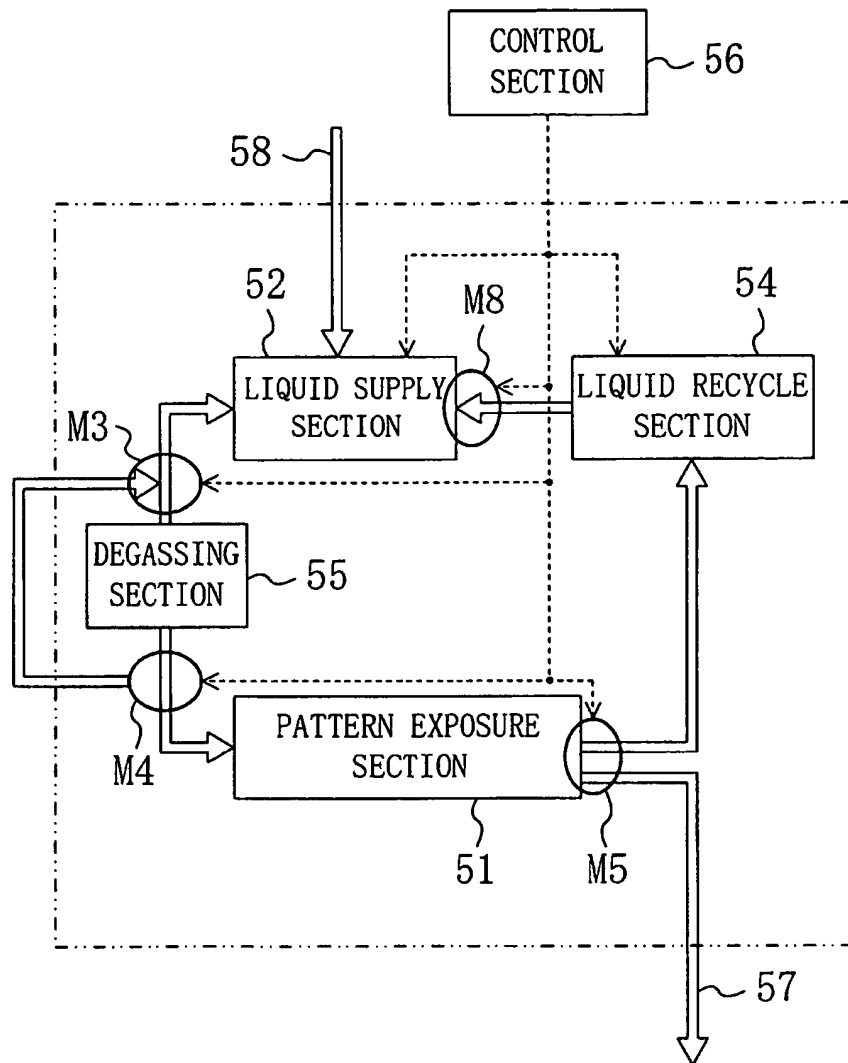 CONTROL
SECTION
56
58
52
M8
54
LIQUID SUPPLY
SECTION
LIQUID RECYCLE
SECTION
M3
DEGASSING
SECTION
55
M4
PATTERN EXPOSURE
SECTION
51
M5
57